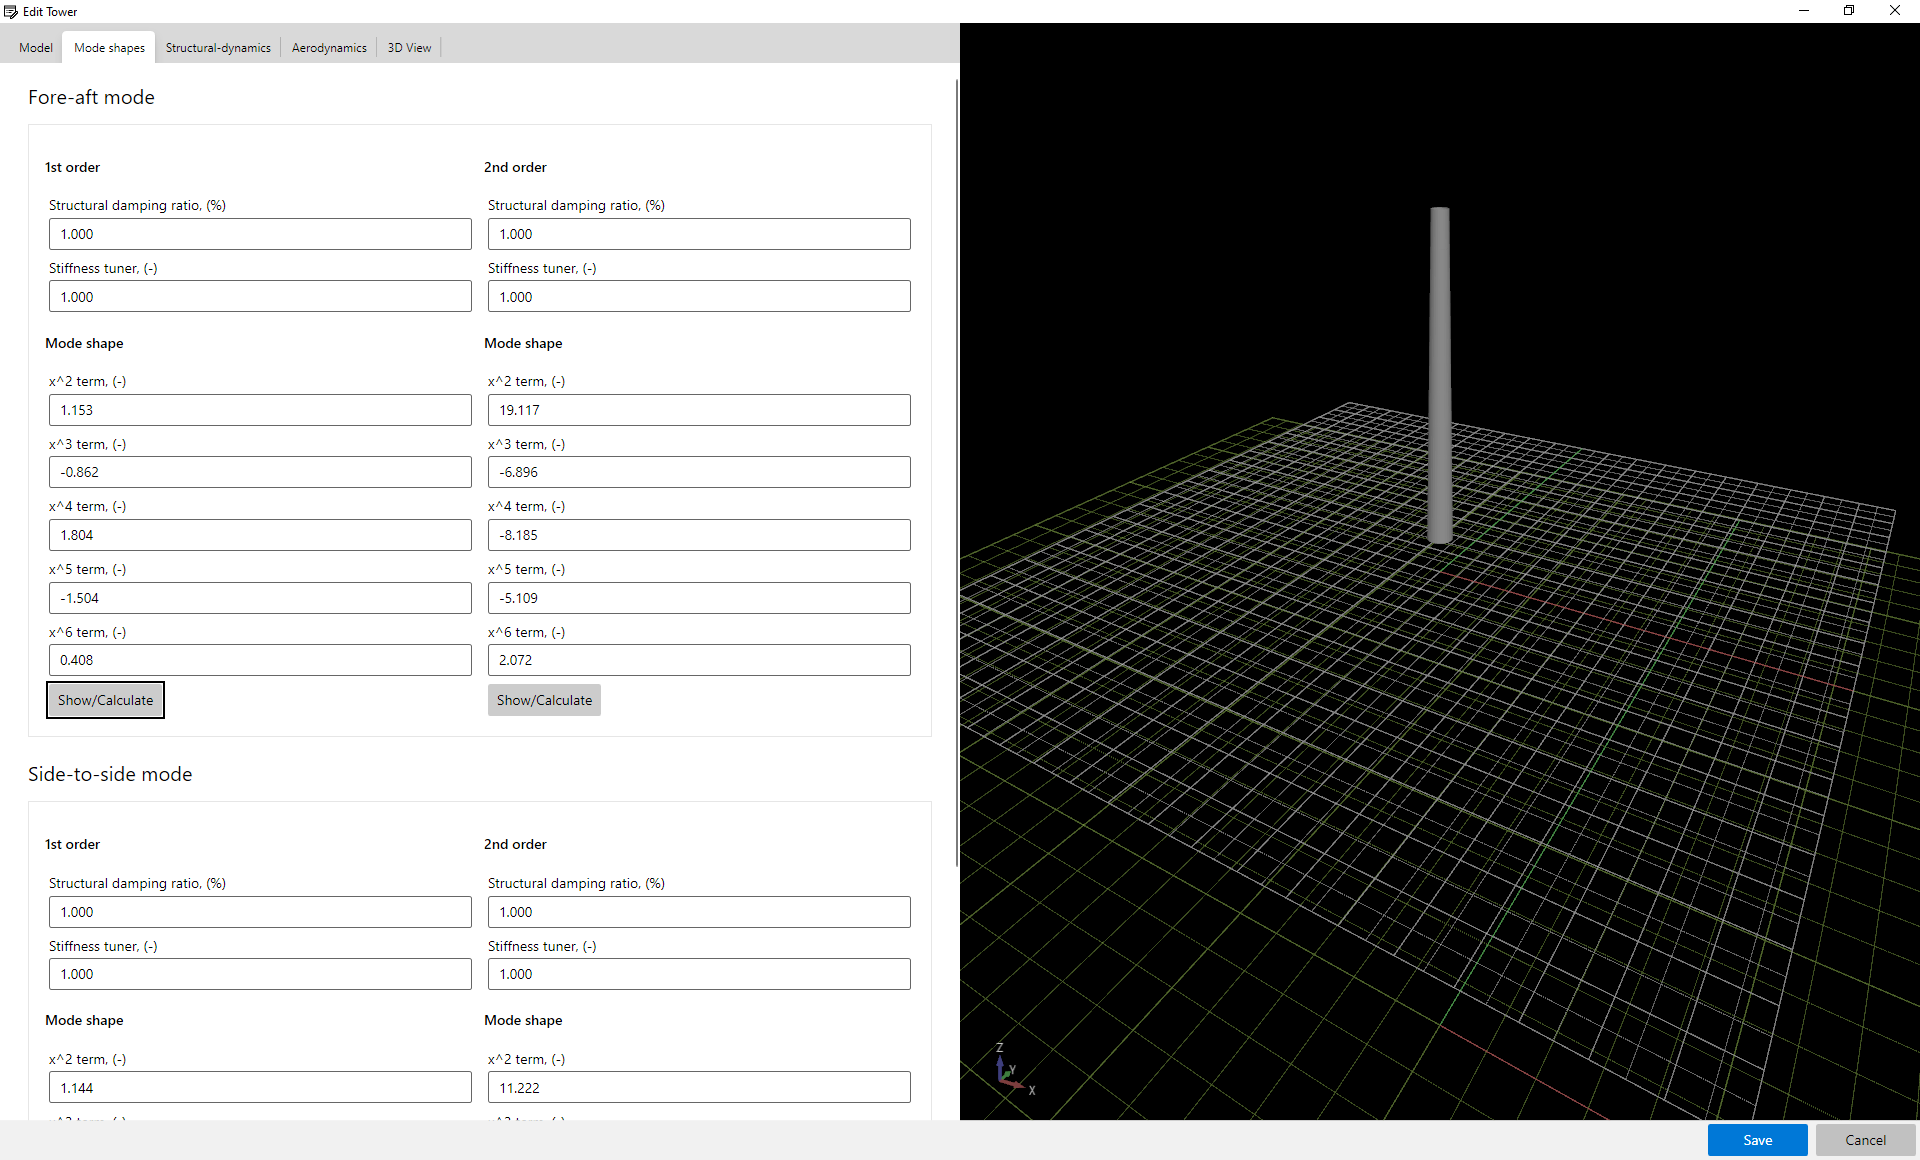 Edit Tower
Model
Mode shapes
Structural-dynamics
Aerodynamics
3D View
Fore-aft mode
1st order
2nd order
Structural damping ratio, (%)
Structural damping ratio, (%)
1.000
1.000
Stiffness tuner, (-)
Stiffness tuner, (-)
1.000
1.000
Mode shape
Mode shape
x^2 term, (-)
x^2 term, (-)
1.153
19.117
x^3 term, (-)
x^3 term, (-)
-0.862
-6.896
x^4 term, (-)
x^4 term, (-)
1.804
-8.185
x^5 term, (-)
x^5 term, (-)
-1.504
-5.109
x^6 term, (-)
x^6 term, (-)
0.408
2.072
Show/Calculate
Show/Calculate
Side-to-side mode
1st order
2nd order
Structural damping ratio, (%)
Structural damping ratio, (%)
1.000
1.000
Stiffness tuner, (-)
Stiffness tuner, (-)
1.000
1.000
Mode shape
Mode shape
x^2 term, (-)
x^2 term, (-)
1.144
11.222
Z
Y
X
Save
Cancel